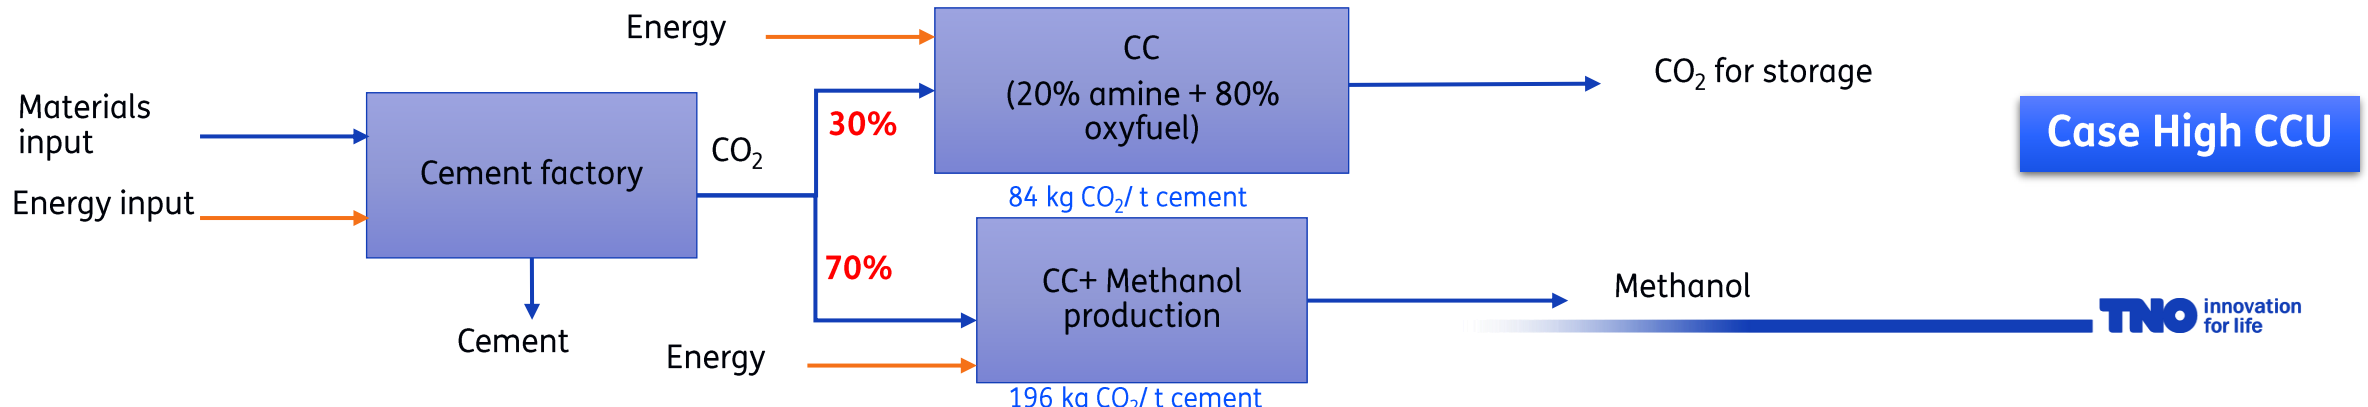 Energy
CC
(20% amine + 80%
oxyfuel)
CO₂ for storage
Materials
input
Case High CCU
30%
CO₂
Cement factory
Energy input
84 kg CO₂/ t cement
70%
CC+ Methanol
production
Methanol
TNO innovation
for life
Cement
Energy
196 kg CO₂/ t cement